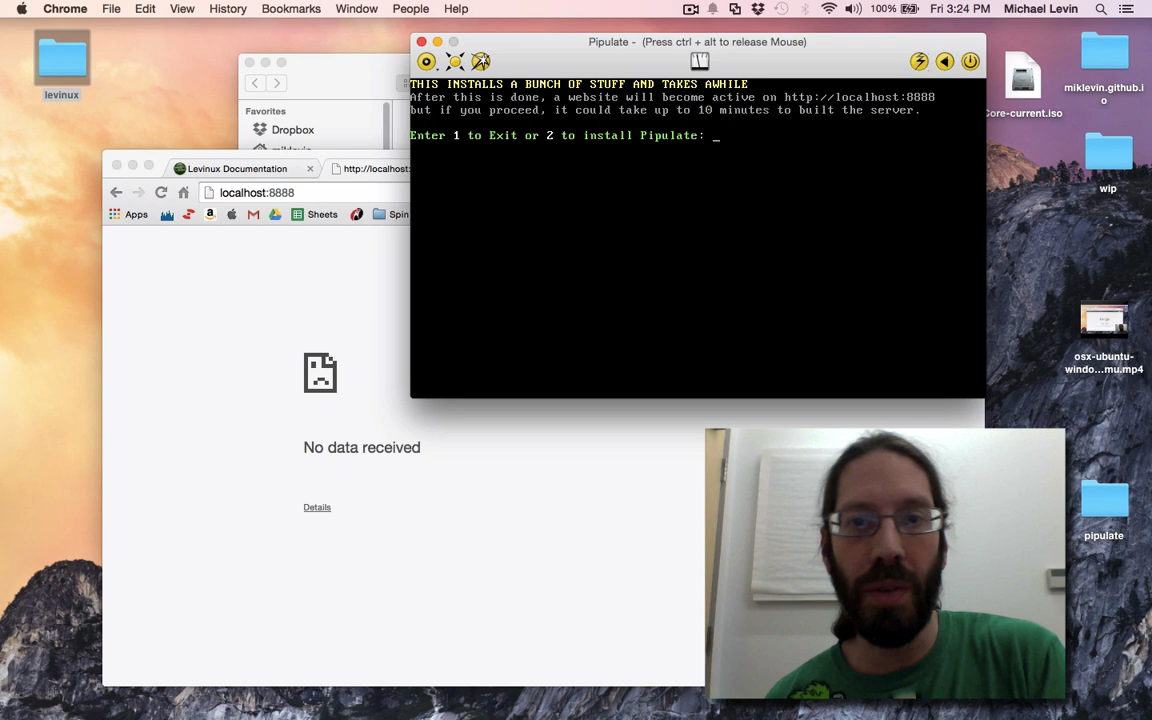 Chrome File Edit View History Bookmarks Window People Help 100% Fri 3:24 PM Michael Levin
levinux
Pipulate - (Press ctrl + alt to release Mouse)
THIS INSTALLS A BUNCH OF STUFF AND TAKES AWHILE
After this is done, a website will become active on http://localhost:8888
but if you proceed, it could take up to 10 minutes to built the server.
Enter 1 to Exit or 2 to install Pipulate: _
Favorites
Dropbox
Levinux Documentation
http://localhost:
localhost:8888
Apps
Sheets
Spin
No data received
Details
miklevin.github.i
o
Core-current.iso
wip
osx-ubuntu-
windo...mu.mp4
pipulate